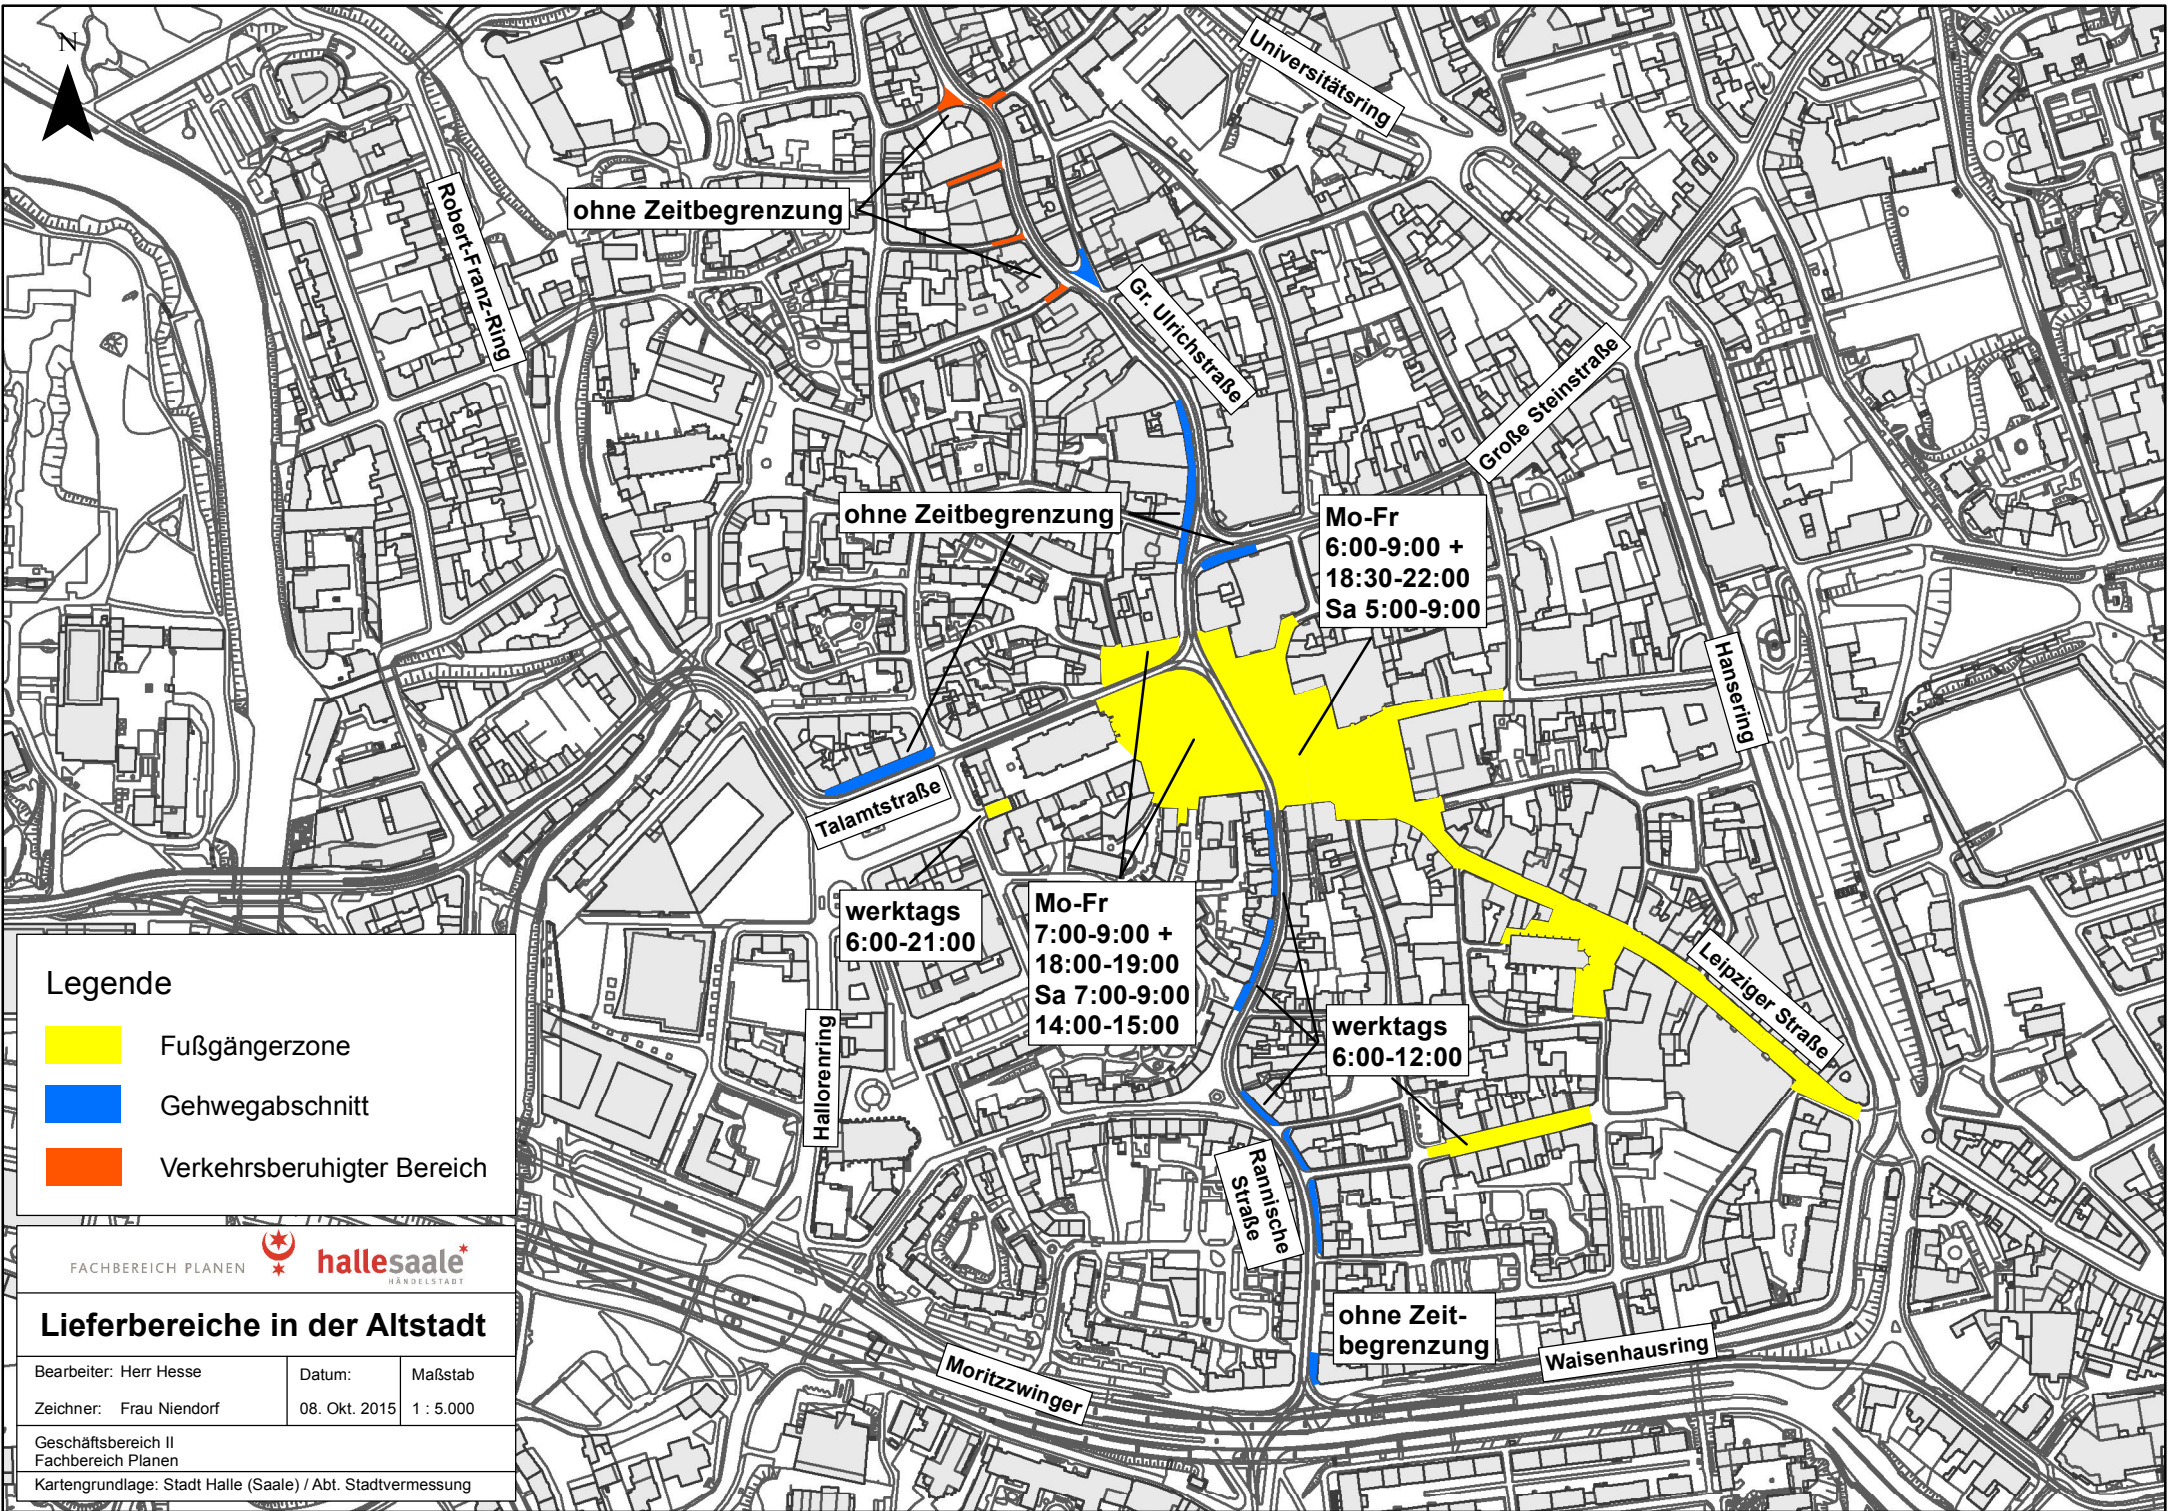 N
Universitätsring
Robert-Franz-Ring
ohne Zeitbegrenzung
Gr. Ulrichstraße
Große Steinstraße
ohne Zeitbegrenzung
Mo-Fr
6:00-9:00 +
18:30-22:00
Sa 5:00-9:00
Hansering
Talamtstraße
werktags
6:00-21:00
Mo-Fr
7:00-9:00 +
18:00-19:00
Sa 7:00-9:00
14:00-15:00
Leipziger Straße
werktags
6:00-12:00
Hallorenring
Rannische
Straße
ohne Zeit-
begrenzung
Waisenhausring
Moritzzwinger
Legende
Fußgängerzone
Gehwegabschnitt
Verkehrsberuhigter Bereich
FACHBEREICH PLANEN
hallesaale*
HÄNDELSTADT
Lieferbereiche in der Altstadt
Bearbeiter: Herr Hesse
Zeichner: Frau Niendorf
Datum:
08. Okt. 2015
Maßstab
1 : 5.000
Geschäftsbereich II
Fachbereich Planen
Kartengrundlage: Stadt Halle (Saale) / Abt. Stadtvermessung